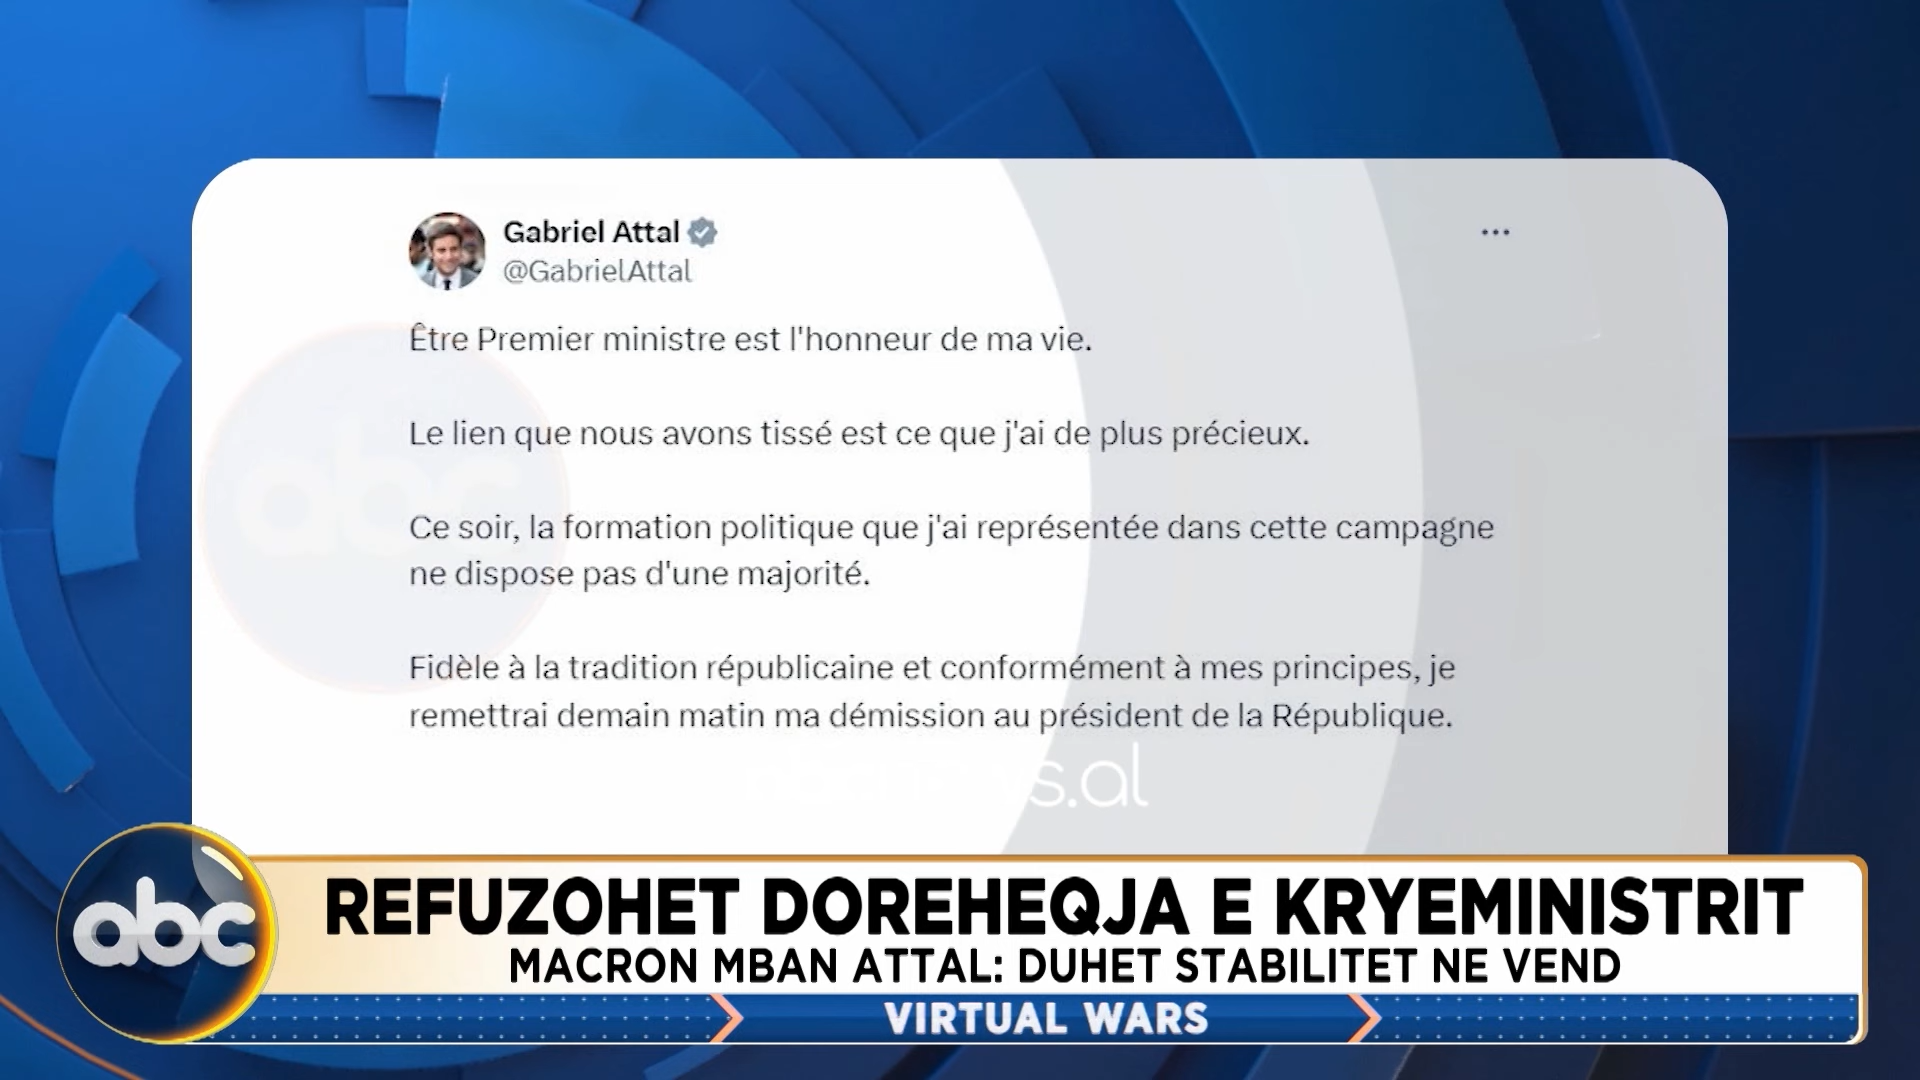 Gabriel Attal
@GabrielAttal
...
Être Premier ministre est l'honneur de ma vie.
Le lien que nous avons tissé est ce que j'ai de plus précieux.
Ce soir, la formation politique que j'ai représentée dans cette campagne
ne dispose pas d'une majorité.
Fidèle à la tradition républicaine et conformément à mes principes, je
remettrai demain matin ma démission au président de la République.
abc
REFUZOHET DOREHEQJA E KRYEMINISTRIT
MACRON MBAN ATTAL: DUHET STABILITET NE VEND
abc
VIRTUAL WARS